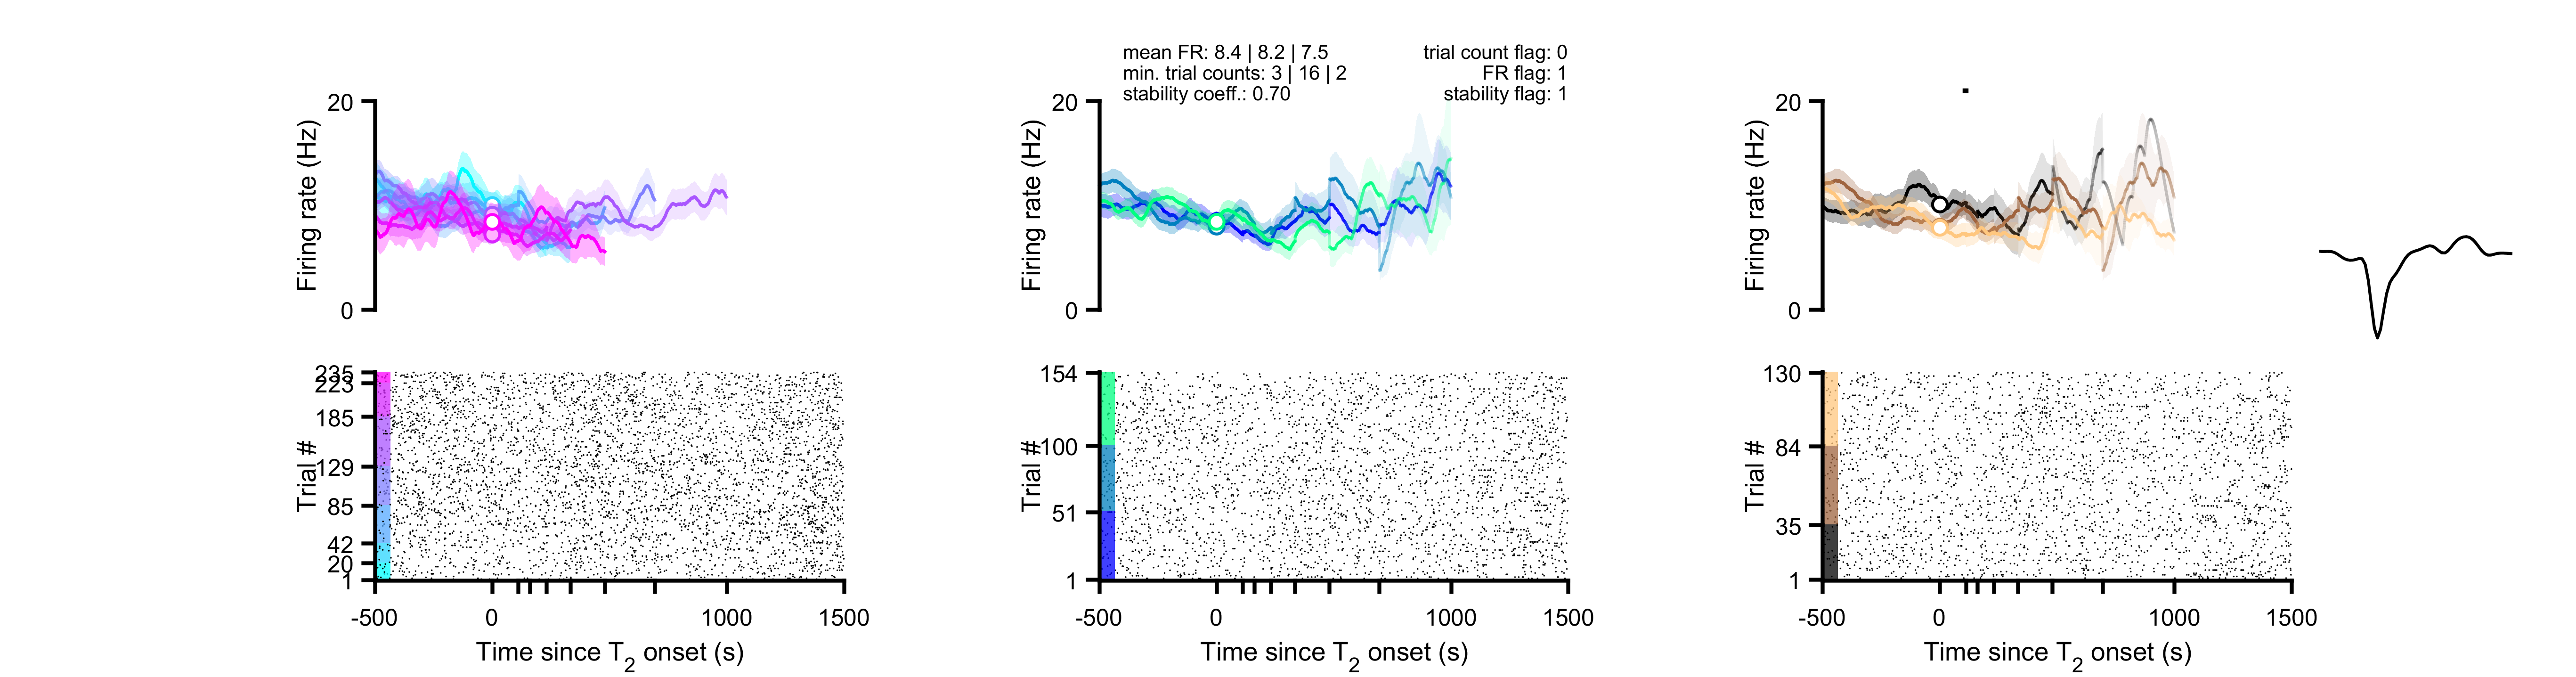 mean FR: 8.4 | 8.2 | 7.5
min. trial counts: 3 | 16 | 2
stability coeff.: 0.70
trial count flag: 0
FR flag: 1
stability flag: 1
20
Firing rate (Hz)
0
20
Firing rate (Hz)
0
20
Firing rate (Hz)
0
235
223
185
129
85
42
20
1
Trial #
-500
0
1000
1500
Time since T2 onset (s)
154
100
51
1
Trial #
-500
0
1000
1500
Time since T2 onset (s)
130
84
35
1
Trial #
-500
0
1000
1500
Time since T2 onset (s)